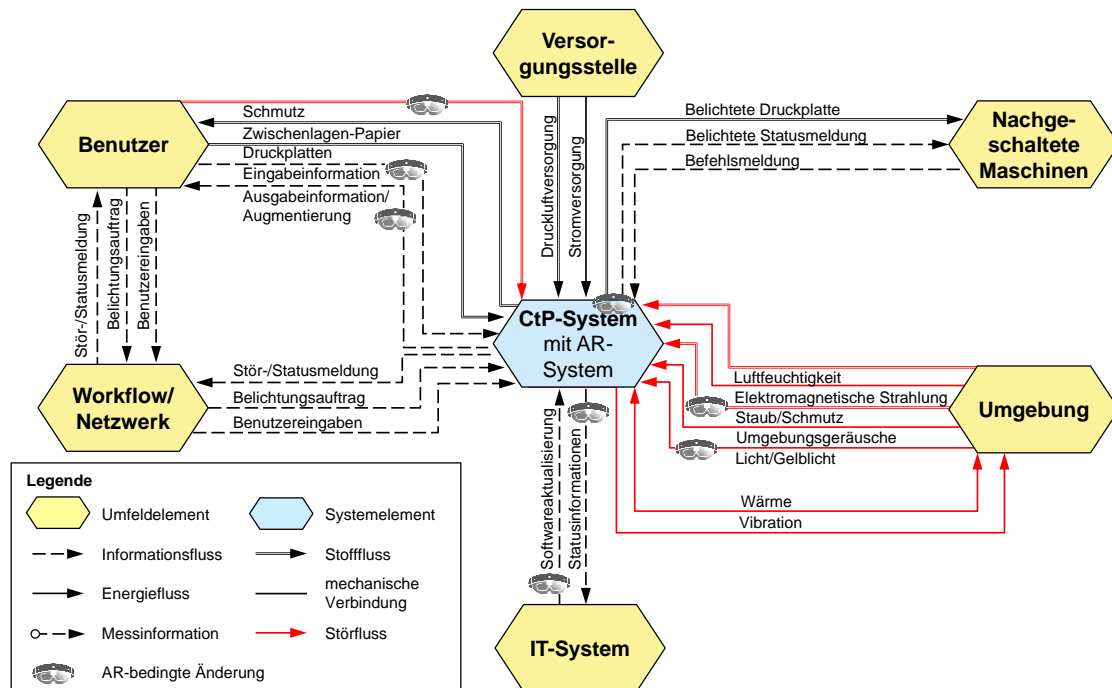 Versor-
gungsstelle
Benutzer
Schmutz
Zwischenlagen-Papier
Druckplatten
Eingabeinformation
Ausgabeinformation/
Augmentierung
Druckluftversorgung
Stromversorgung
Belichtete Druckplatte
Belichtete Statusmeldung
Befehlsmeldung
Nachge-
schaltete
Maschinen
Stör-/Statusmeldung
Belichtungsauftrag
Benutzereingaben
CtP-System
mit AR-
System
Workflow/
Netzwerk
Stör-/Statusmeldung
Belichtungsauftrag
Benutzereingaben
Luftfeuchtigkeit
Elektromagnetische Strahlung
Staub/Schmutz
Umgebungsgeräusche
Licht/Gelblicht
Wärme
Vibration
Umgebung
Softwareaktualisierung
Statusinformationen
IT-System
Legende
Umfeldelement
Systemelement
Informationsfluss
Stofffluss
Energiefluss
mechanische
Verbindung
Messinformation
Störfluss
AR-bedingte Änderung